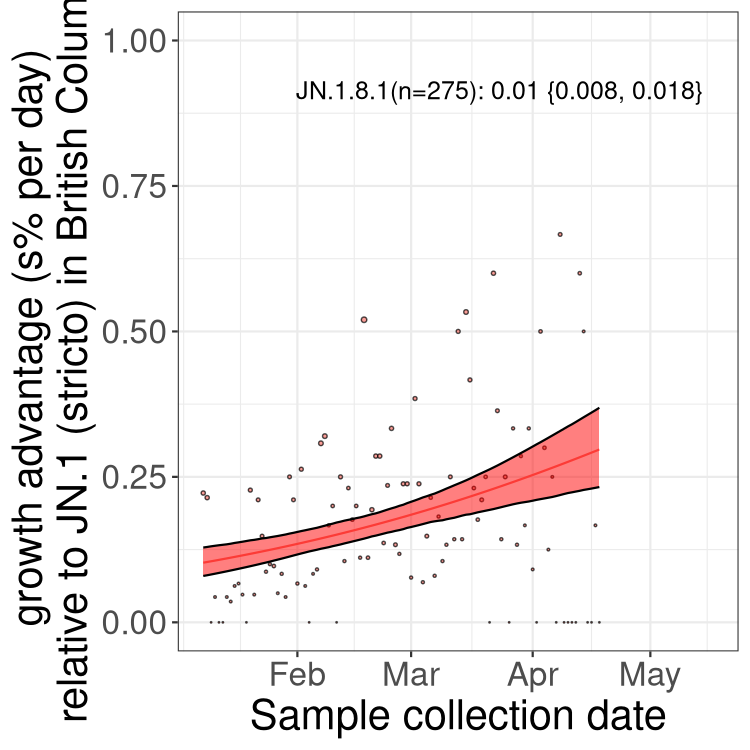 growth advantage (s% per day)
relative to JN.1 (stricto) in British Colum
1.00
0.75
0.50
0.25
0.00
JN.1.8.1(n=275): 0.01 {0.008, 0.018}
Feb Mar Apr May
Sample collection date